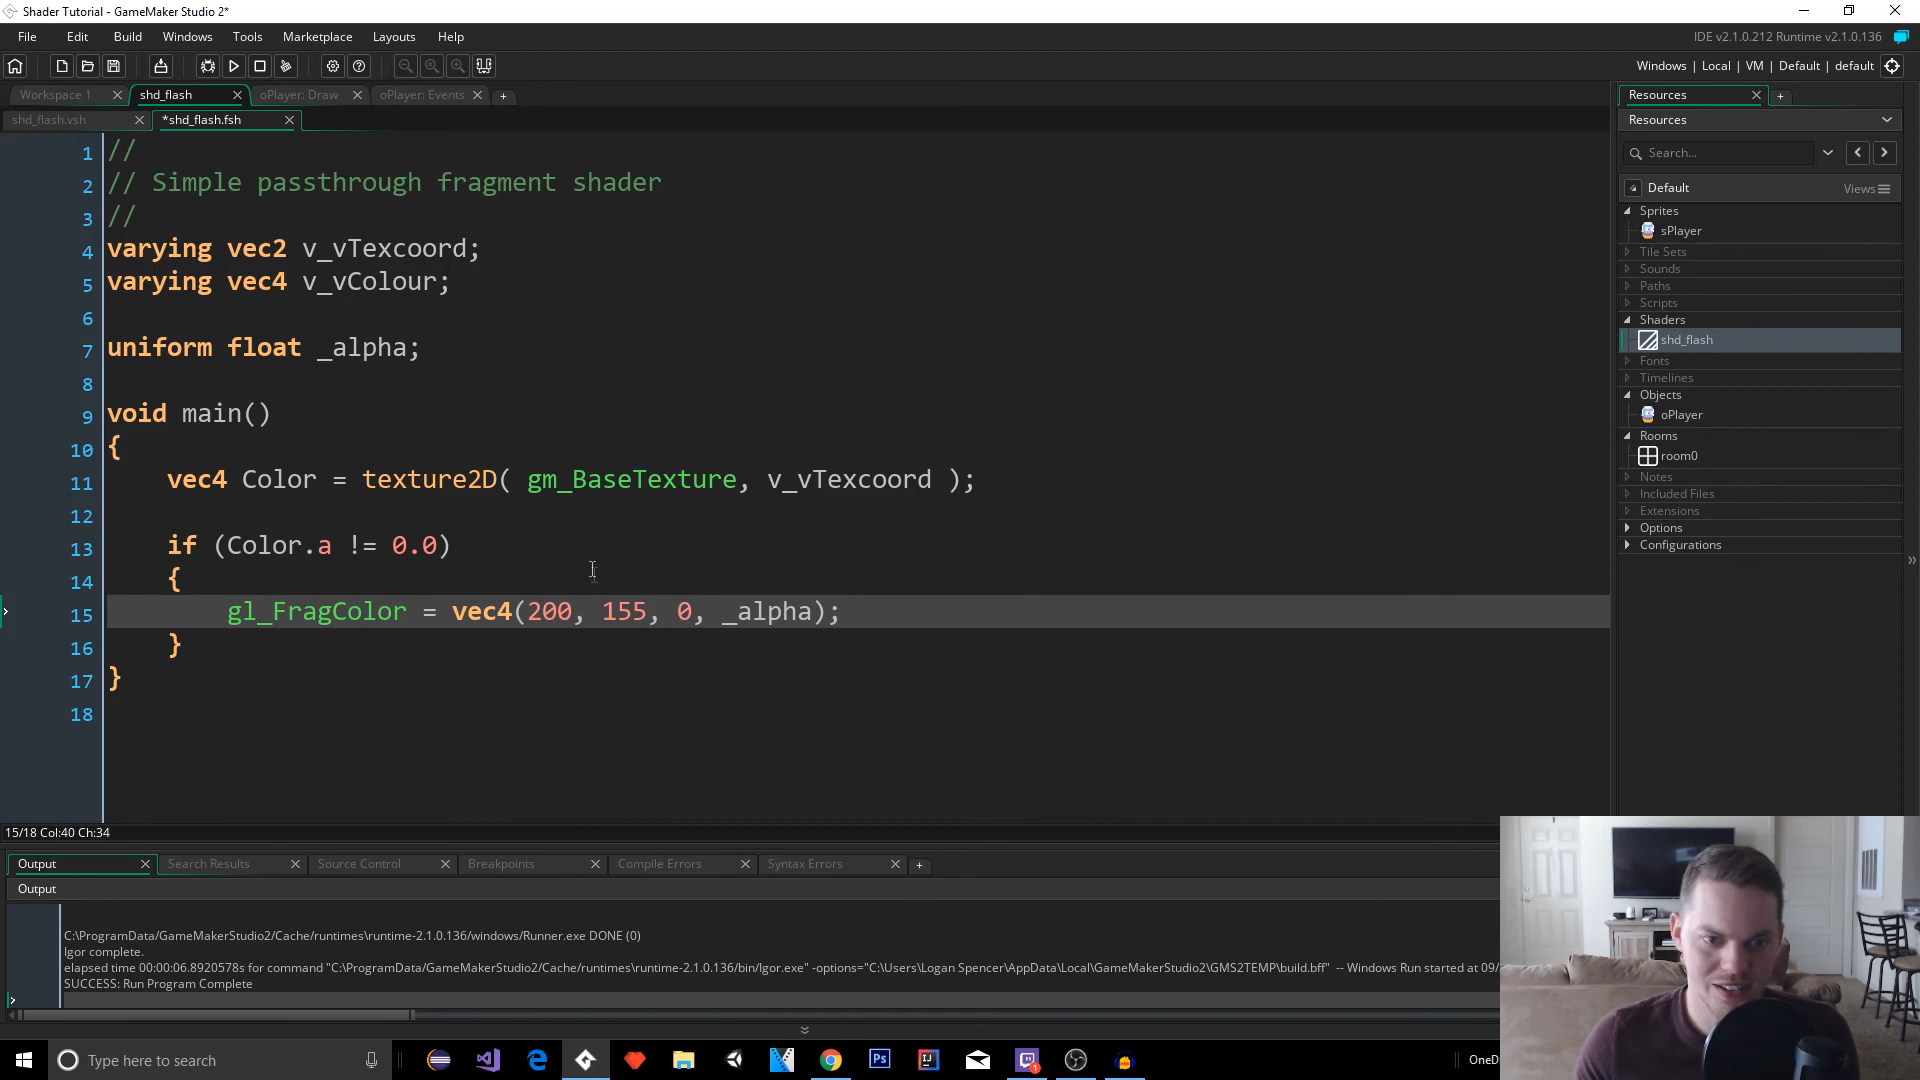 Shader Tutorial - GameMaker Studio 2*
File Edit Build Windows Tools Marketplace Layouts Help
IDE v2.1.0.212 Runtime v2.1.0.136
Windows | Local | VM | Default | default
Workspace 1 shd_flash oPlayer: Draw oPlayer: Events +
shd_flash.vsh *shd_flash.fsh
1 //
2 // Simple passthrough fragment shader
3 //
4 varying vec2 v_vTexcoord;
5 varying vec4 v_vColour;
6
7 uniform float _alpha;
8
9 void main()
10 {
11 vec4 Color = texture2D( gm_BaseTexture, v_vTexcoord );
12
13 if (Color.a != 0.0)
14 {
15 gl_FragColor = vec4(200, 155, 0, _alpha);
16 }
17 }
18
15/18 Col:40 Ch:34
Resources +
Resources
Search...
Default Views
Sprites
sPlayer
Tile Sets
Sounds
Paths
Scripts
Shaders
shd_flash
Fonts
Timelines
Objects
oPlayer
Rooms
room0
Notes
Included Files
Extensions
Options
Configurations
Output Search Results Source Control Breakpoints Compile Errors Syntax Errors +
Output
C:\ProgramData/GameMakerStudio2/Cache/runtimes\runtime-2.1.0.136/windows/Runner.exe DONE (0)
Igor complete.
elapsed time 00:00:06.8920578s for command "C:\ProgramData/GameMakerStudio2/Cache/runtimes\runtime-2.1.0.136/bin/Igor.exe" -options="C:\Users\Logan Spencer\AppData\Local\GameMakerStudio2\GMS2TEMP\build.bff" -- Windows Run started at 09/
SUCCESS: Run Program Complete
Type here to search
Ps
1
OneD